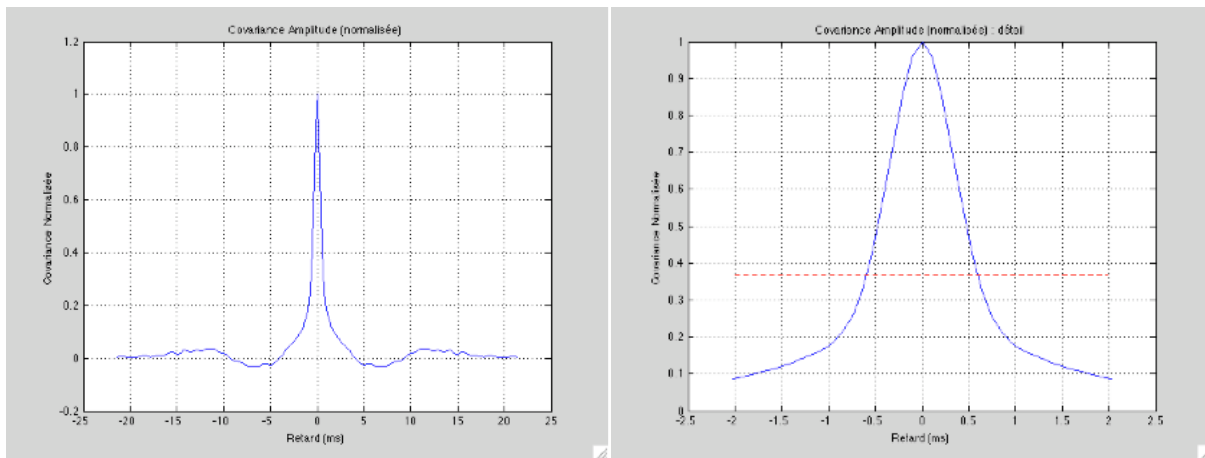 Covariance Amplitude (normalisée)
1.2
1
0.8
0.6
0.4
0.2
0
-0.2
Covariance Normalisée
-25 -20 -15 -10 -5 0 5 10 15 20 25
Retard (ms)
Covariance Amplitude (normalisée) : détail
1
0.9
0.8
0.7
0.6
0.5
0.4
0.3
0.2
0.1
0
Covariance Normalisée
-2.5 -2 -1.5 -1 -0.5 0 0.5 1 1.5 2 2.5
Retard (ms)